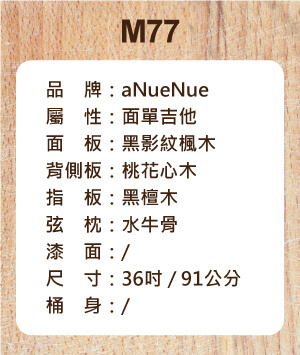 M77
品　牌：aNueNue
屬　性：面單吉他
面　板：黑影紋楓木
背側板：桃花心木
指　板：黑檀木
弦　枕：水牛骨
漆　面：/
尺　寸：36吋 / 91公分
桶　身：/